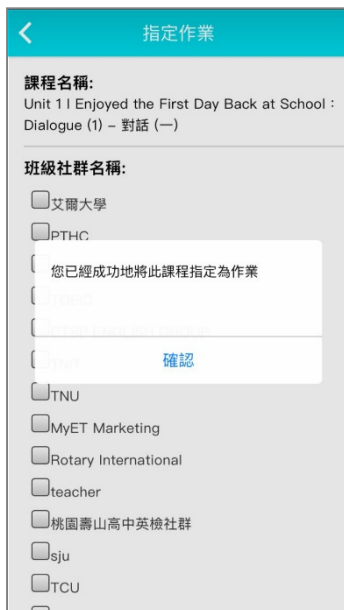 指定作業
課程名稱:
Unit 1 I Enjoyed the First Day Back at School：
Dialogue (1) – 對話 (一)
班級社群名稱:
艾爾大學
PTHC
您已經成功地將此課程指定為作業
確認
TNU
MyET Marketing
Rotary International
teacher
桃園壽山高中英檢社群
sju
TCU